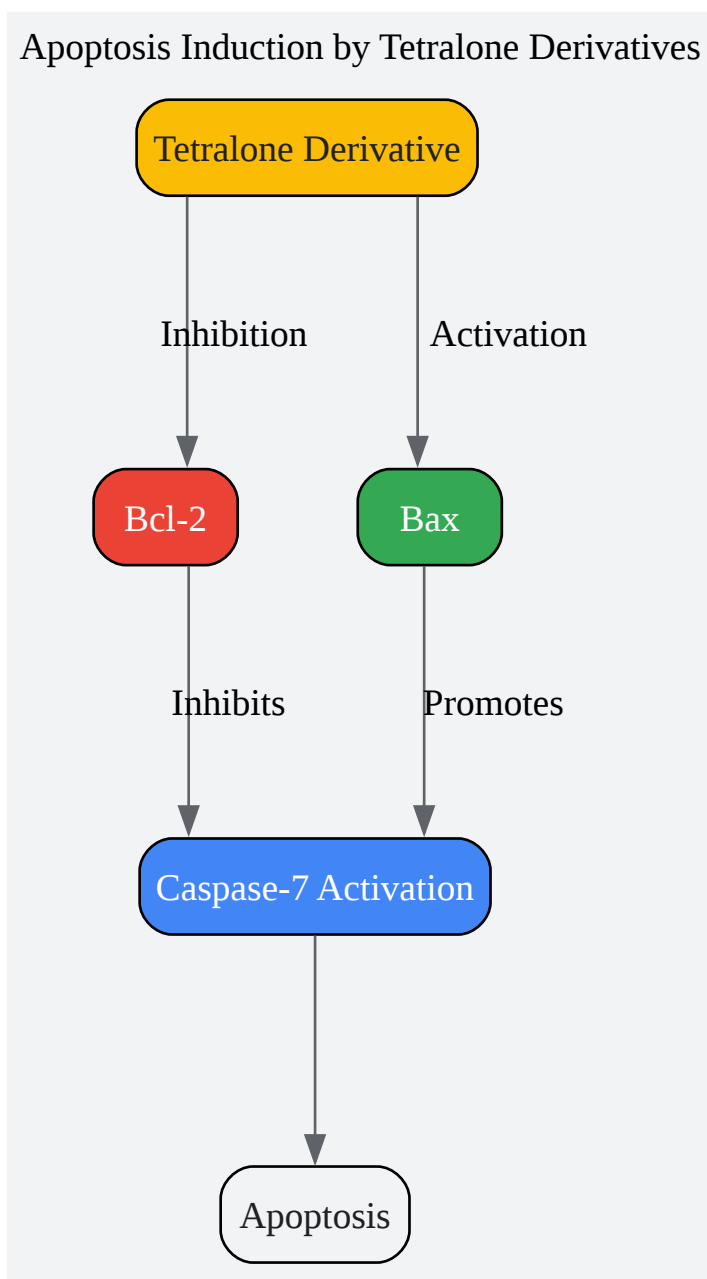 Apoptosis Induction by Tetralone Derivatives
Tetralone Derivative
Inhibition
Activation
Bcl-2
Bax
Inhibits
Promotes
Caspase-7 Activation
Apoptosis